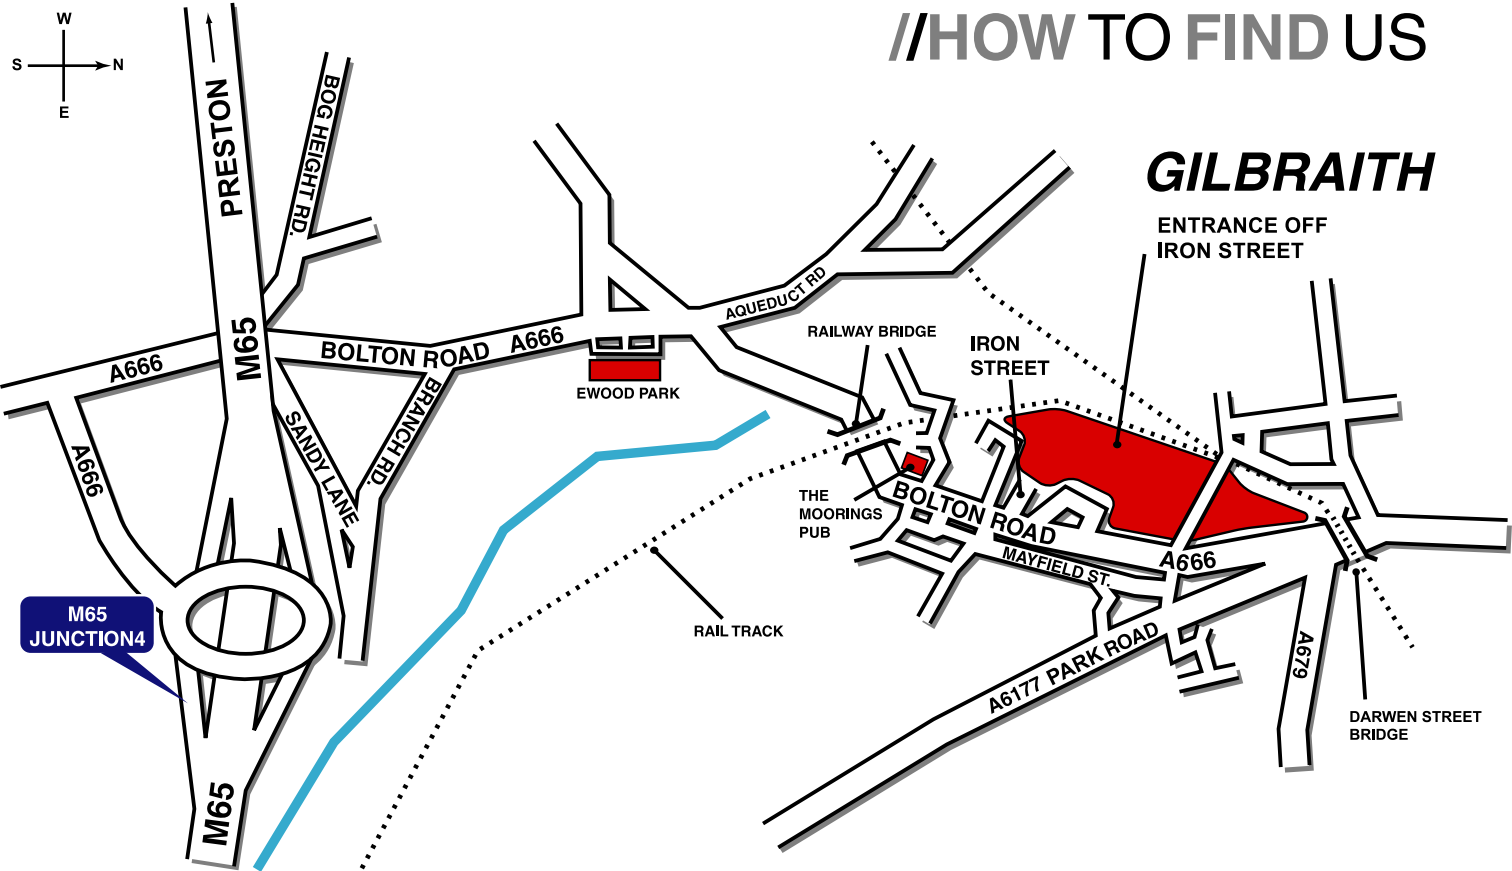 //HOW TO FIND US
W
S
N
E
GILBRAITH
ENTRANCE OFF
IRON STREET
PRESTON
M65
BOG HEIGHT RD.
A666
BOLTON ROAD
A666
AQUEDUCT RD
EWOOD PARK
RAILWAY BRIDGE
IRON
STREET
SANDY LANE
BRANCH RD.
A666
THE
MOORINGS
PUB
BOLTON ROAD
MAYFIELD ST.
A666
M65
JUNCTION4
RAIL TRACK
A6177 PARK ROAD
A679
DARWEN STREET
BRIDGE
M65